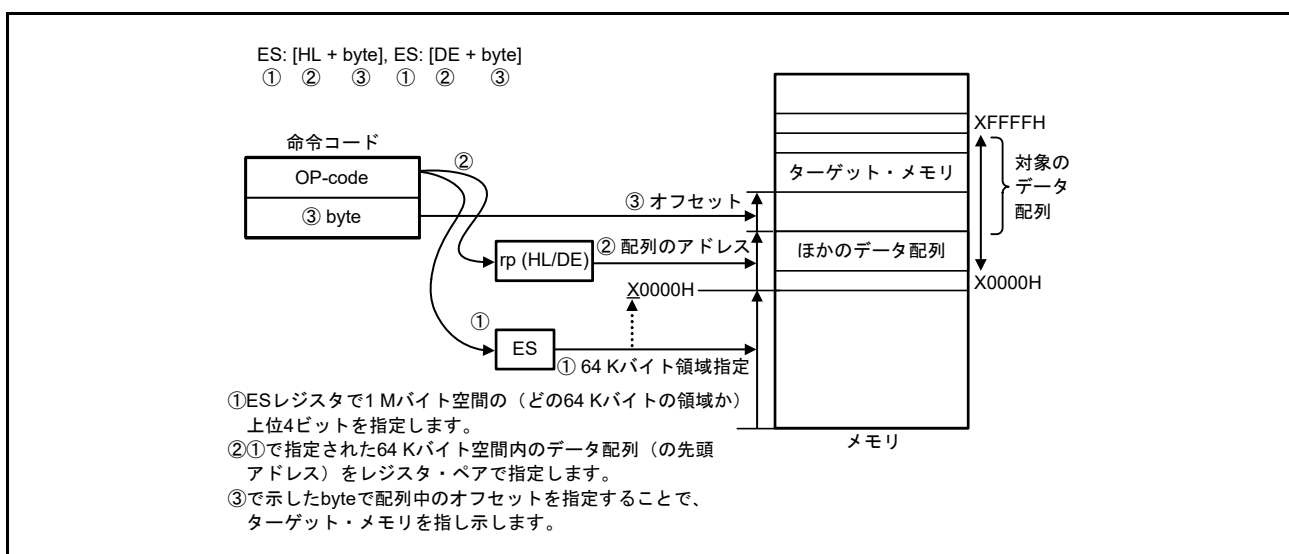 ES: [HL + byte], ES: [DE + byte]
① ② ③ ① ② ③
命令コード
OP-code
③ byte
②
③ オフセット
rp (HL/DE)
② 配列のアドレス
X0000H
①
ES
① 64 Kバイト領域指定
XFFFFH
ターゲット・メモリ
対象の
データ
配列
ほかのデータ配列
X0000H
メモリ
①ESレジスタで1 Mバイト空間の(どの64 Kバイトの領域か)
上位4ビットを指定します。
②①で指定された64 Kバイト空間内のデータ配列(の先頭
アドレス)をレジスタ・ペアで指定します。
③で示したbyteで配列中のオフセットを指定することで、
ターゲット・メモリを指し示します。